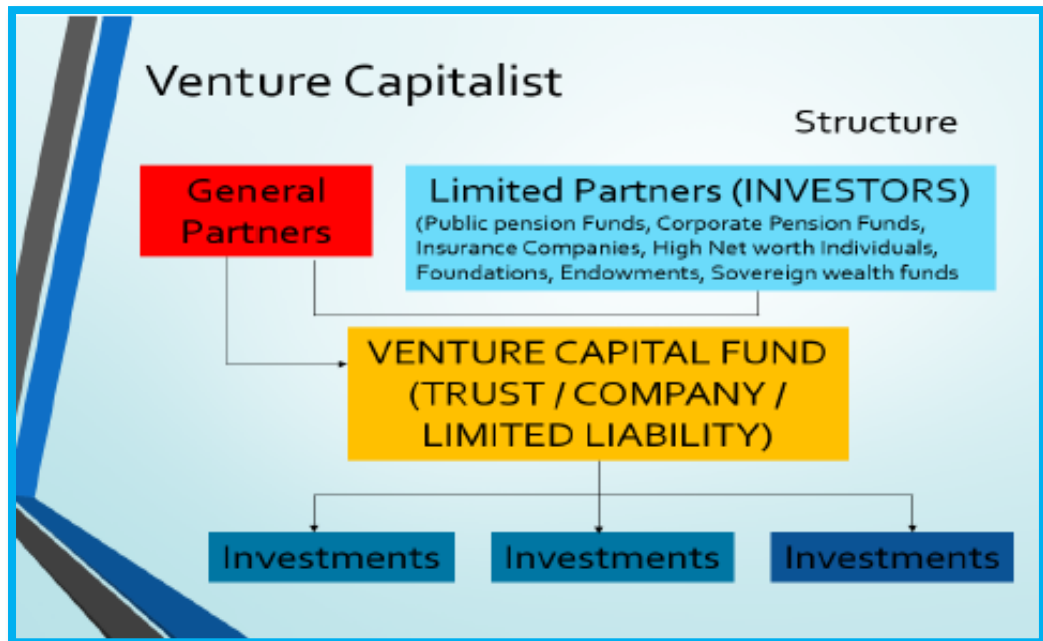 Venture Capitalist
Structure
General
Partners
Limited Partners (INVESTORS)
(Public pension Funds, Corporate Pension Funds,
Insurance Companies, High Net worth Individuals,
Foundations, Endowments, Sovereign wealth funds
VENTURE CAPITAL FUND
(TRUST / COMPANY /
LIMITED LIABILITY)
Investments
Investments
Investments